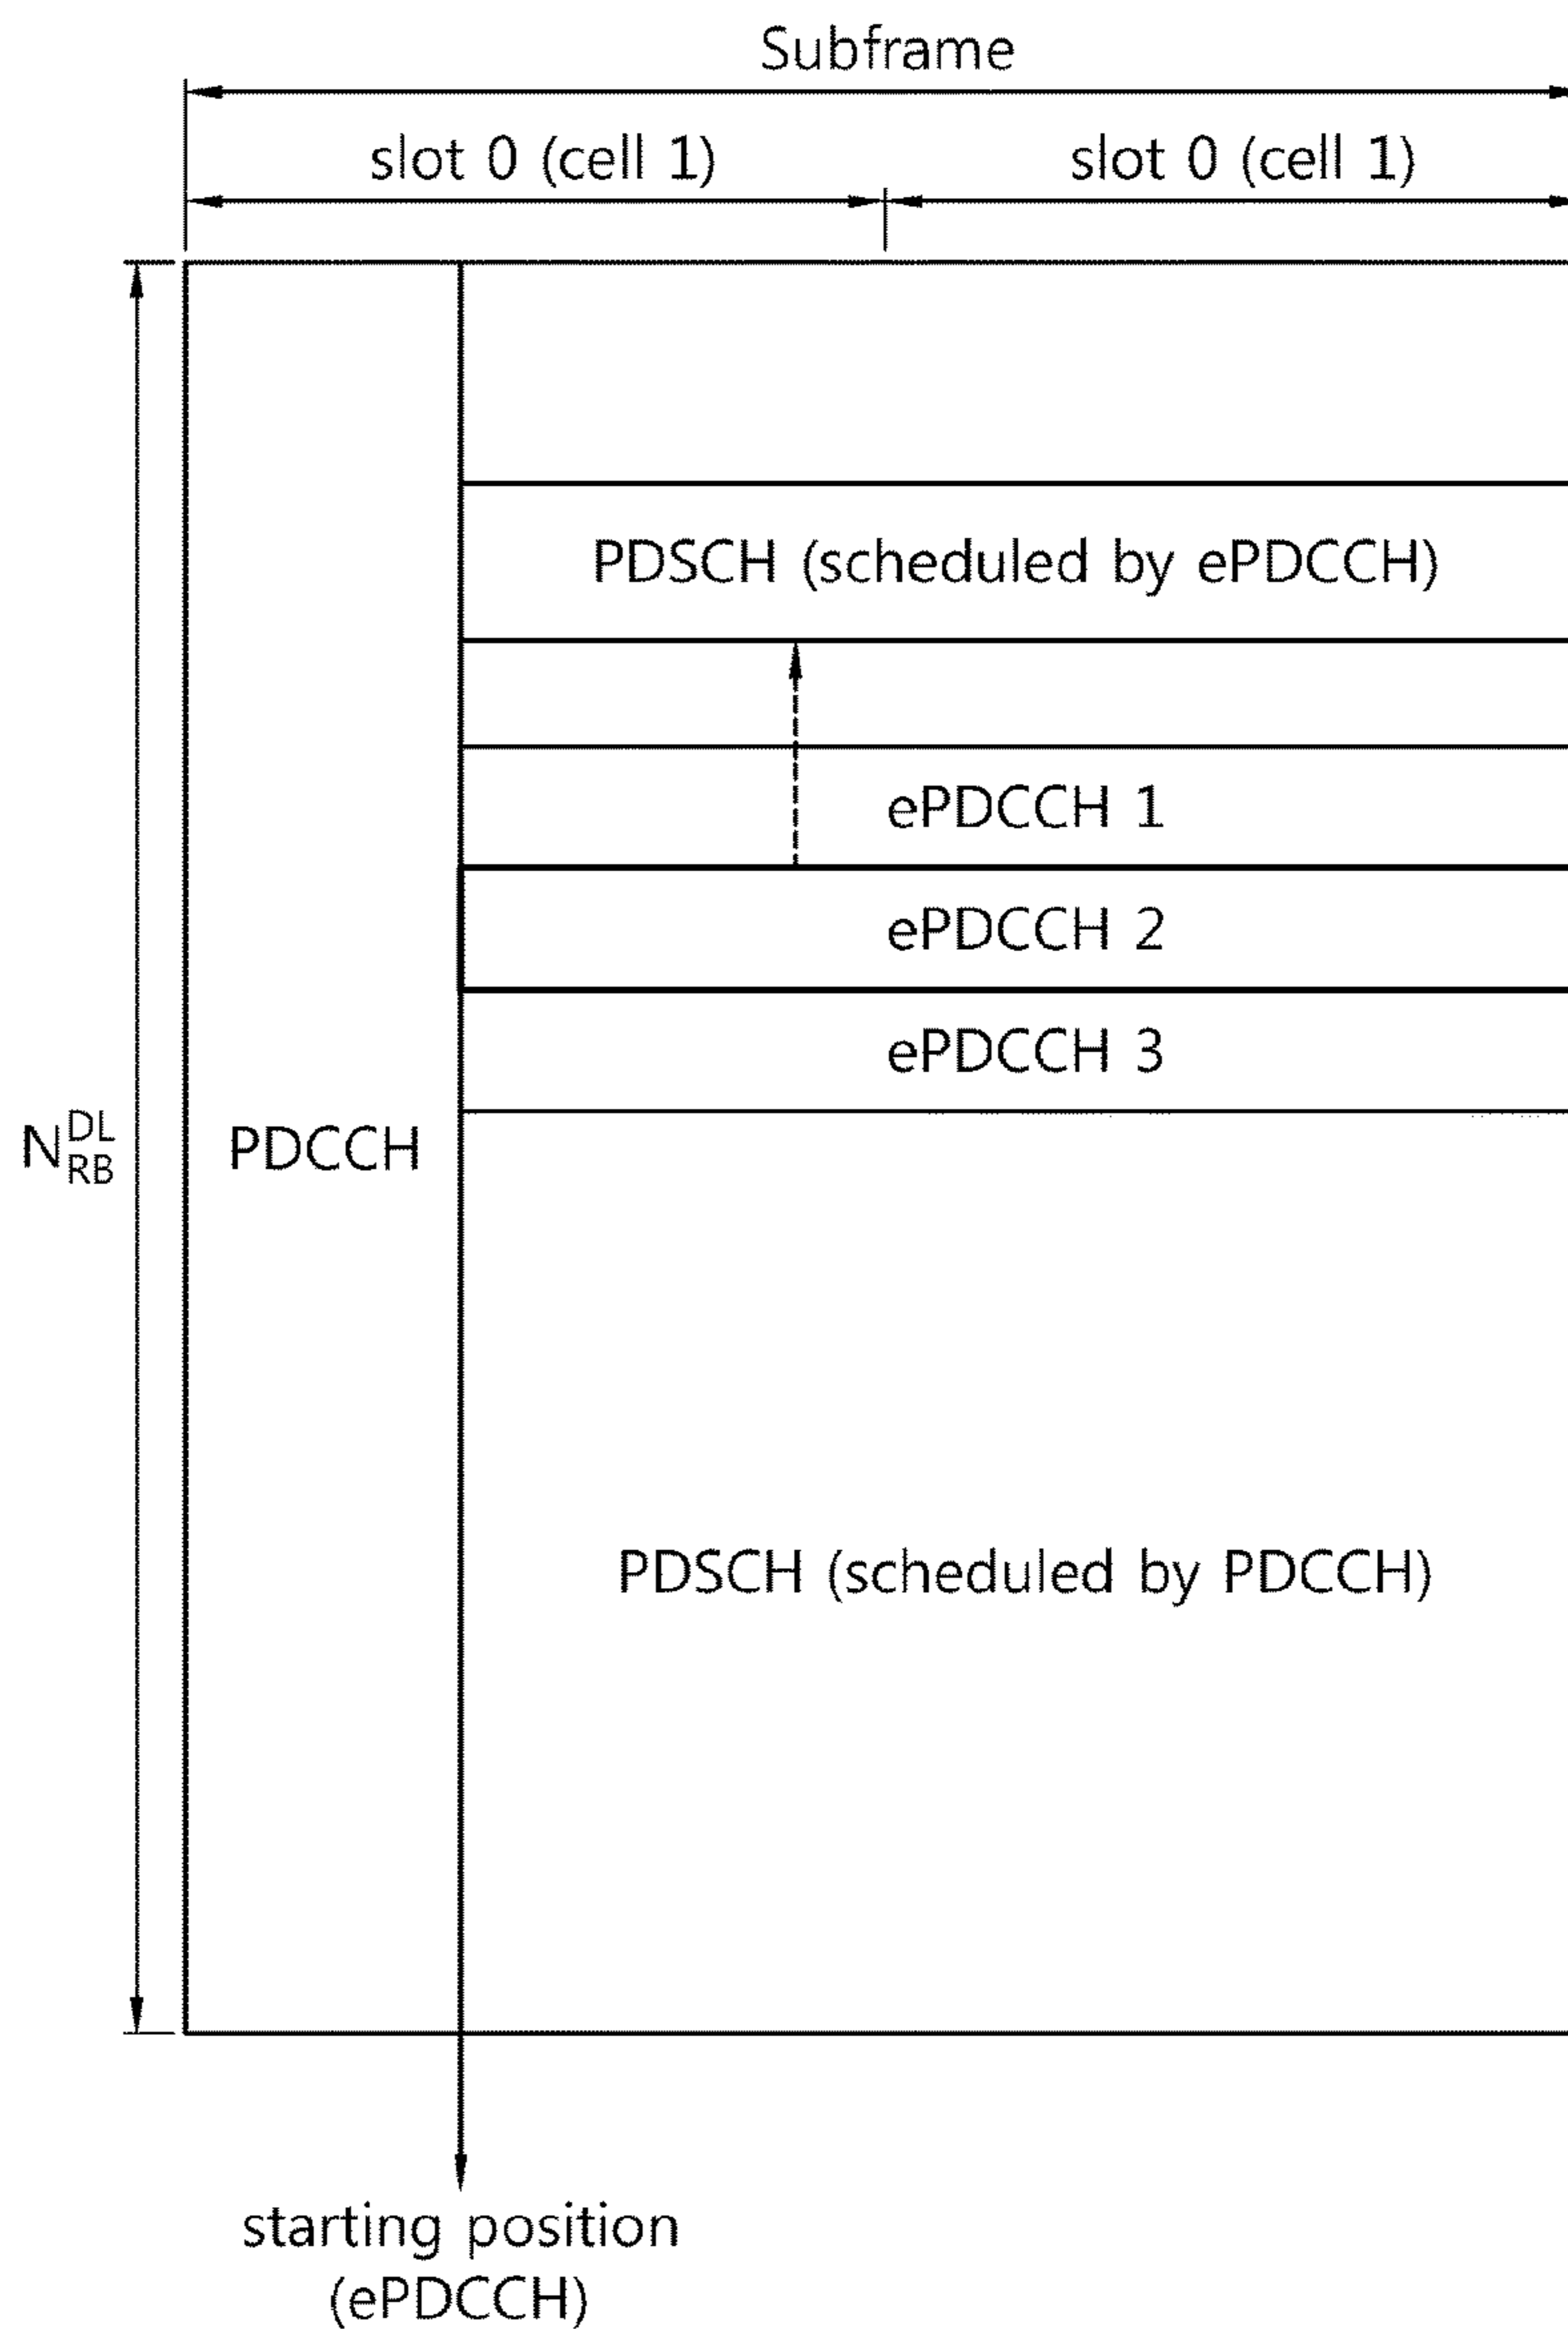 Subframe
slot 0 (cell 1)
slot 0 (cell 1)
PDSCH (scheduled by ePDCCH)
ePDCCH 1
ePDCCH 2
ePDCCH 3
N DL RB
PDCCH
PDSCH (scheduled by PDCCH)
starting position
(ePDCCH)